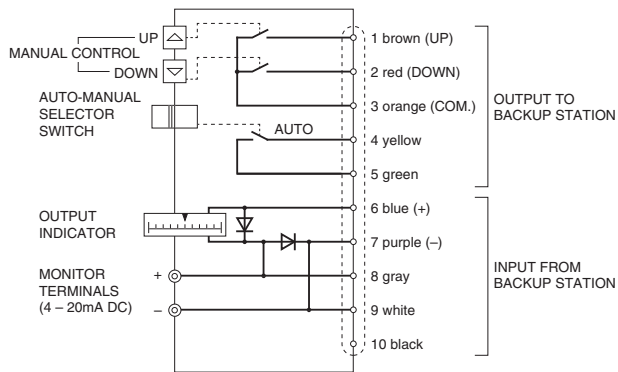 UP
MANUAL CONTROL
DOWN
AUTO-MANUAL
SELECTOR
SWITCH
AUTO
OUTPUT
INDICATOR
MONITOR
TERMINALS
(4 – 20mA DC)
+
–
1 brown (UP)
2 red (DOWN)
3 orange (COM.)
4 yellow
5 green
6 blue (+)
7 purple (–)
8 gray
9 white
10 black
OUTPUT TO
BACKUP STATION
INPUT FROM
BACKUP STATION